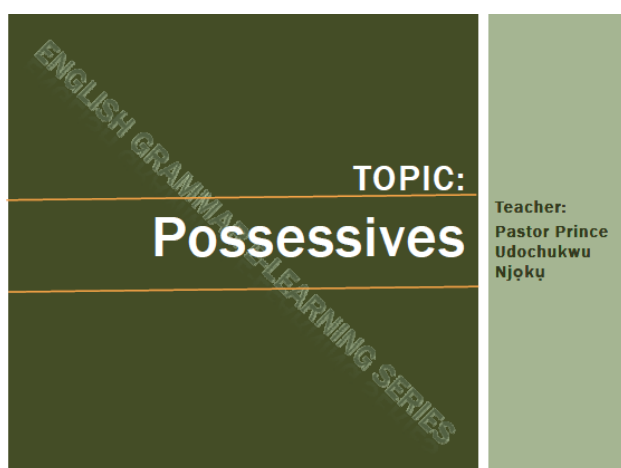 ENGLISH GRAMMAR E-LEARNING SERIES
TOPIC:
Possessives
Teacher:
Pastor Prince
Udochukwu
Njọkụ